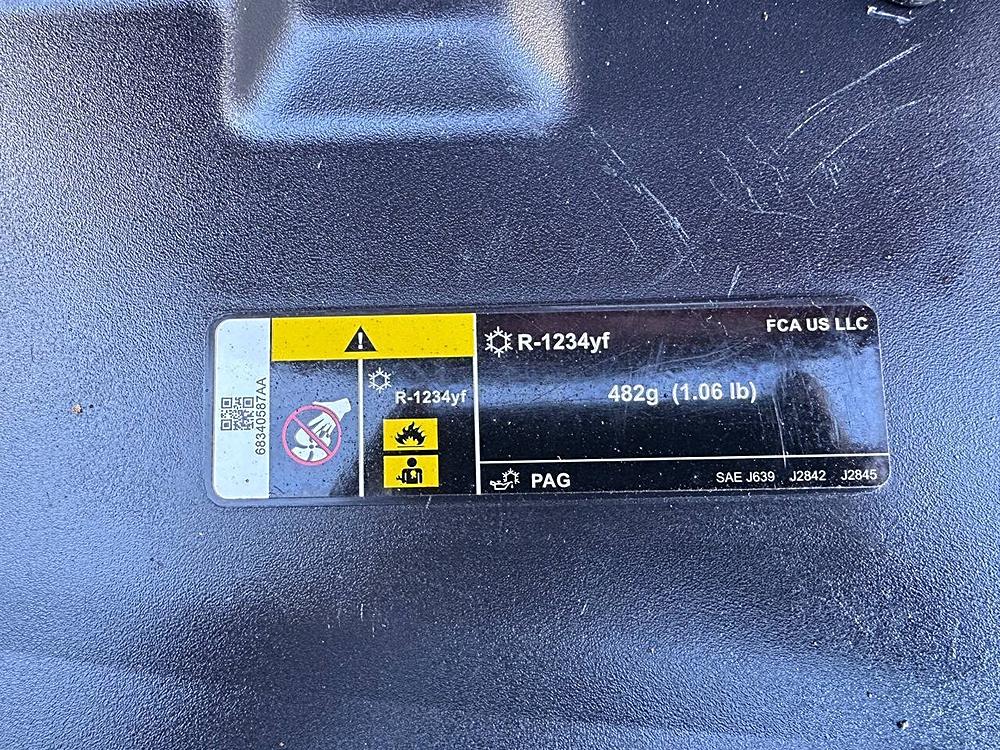 68340587AA
R-1234yf
R-1234yf
FCA US LLC
482g (1.06 lb)
PAG
SAE J639 J2842 J2845